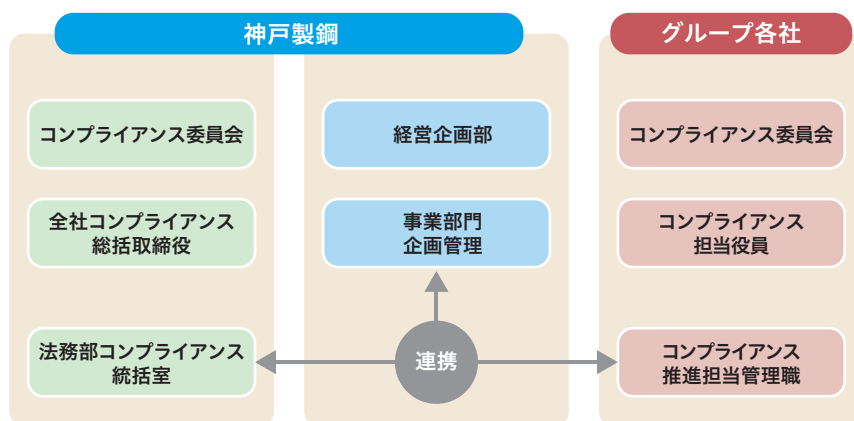 神戸製鋼
グループ各社
コンプライアンス委員会
経営企画部
コンプライアンス委員会
全社コンプライアンス
総括取締役
事業部門
企画管理
コンプライアンス
担当役員
法務部コンプライアンス
統括室
連携
コンプライアンス
推進担当管理職